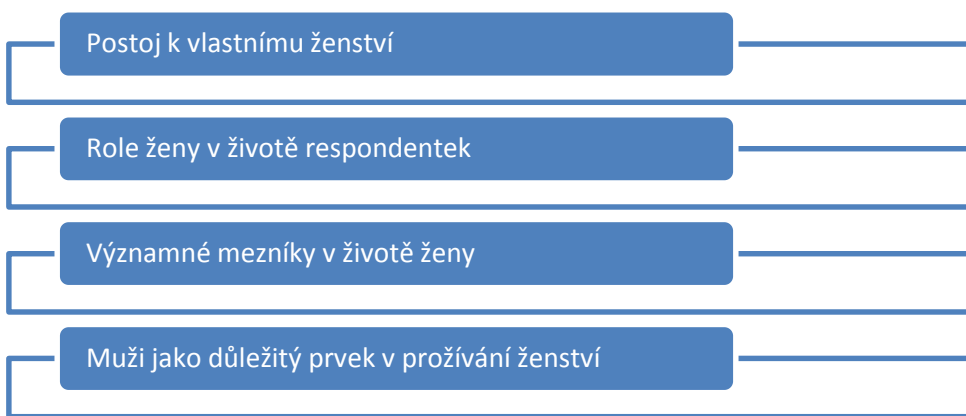 Postoj k vlastnímu ženství
Role ženy v životě respondentek
Významné mezníky v životě ženy
Muži jako důležitý prvek v prožívání ženství